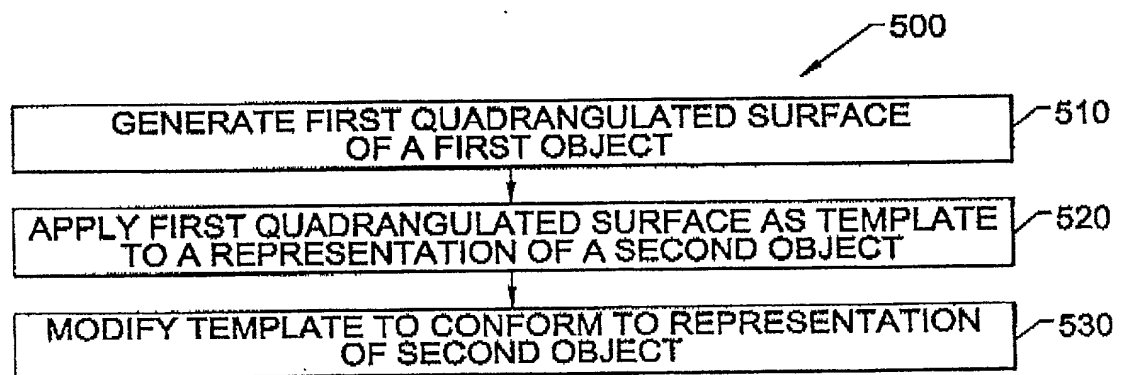 500
GENERATE FIRST QUADRANGULATED SURFACE
OF A FIRST OBJECT
510
APPLY FIRST QUADRANGULATED SURFACE AS TEMPLATE
TO A REPRESENTATION OF A SECOND OBJECT
520
MODIFY TEMPLATE TO CONFORM TO REPRESENTATION
OF SECOND OBJECT
530